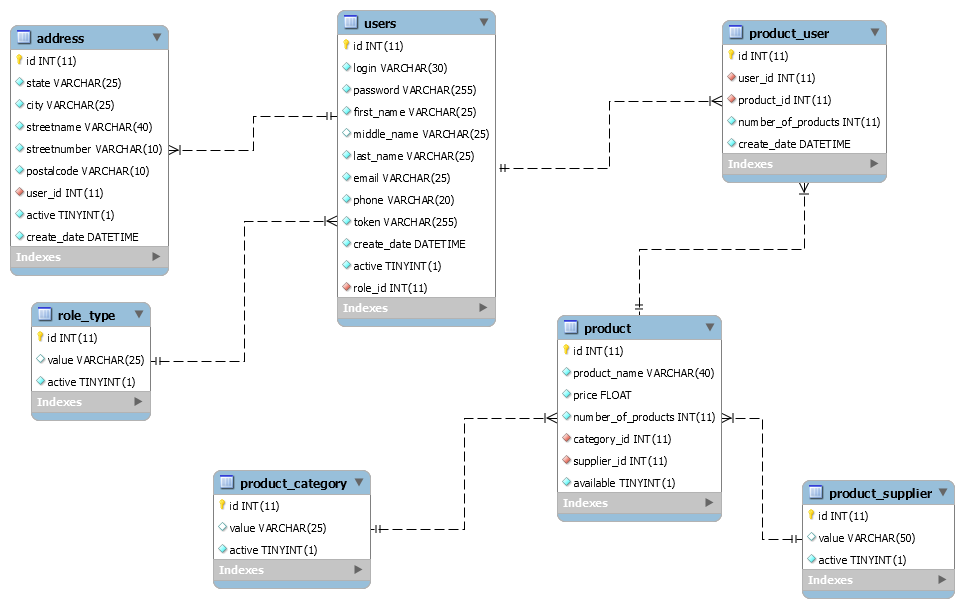 address
id INT(11)
state VARCHAR(25)
city VARCHAR(25)
streetname VARCHAR(40)
streetnumber VARCHAR(10)
postalcode VARCHAR(10)
user_id INT(11)
active TINYINT(1)
create_date DATETIME
Indexes
users
id INT(11)
login VARCHAR(30)
password VARCHAR(255)
first_name VARCHAR(25)
middle_name VARCHAR(25)
last_name VARCHAR(25)
email VARCHAR(25)
phone VARCHAR(20)
token VARCHAR(255)
create_date DATETIME
active TINYINT(1)
role_id INT(11)
Indexes
product_user
id INT(11)
user_id INT(11)
product_id INT(11)
number_of_products INT(11)
create_date DATETIME
Indexes
role_type
id INT(11)
value VARCHAR(25)
active TINYINT(1)
Indexes
product
id INT(11)
product_name VARCHAR(40)
price FLOAT
number_of_products INT(11)
category_id INT(11)
supplier_id INT(11)
available TINYINT(1)
Indexes
product_category
id INT(11)
value VARCHAR(25)
active TINYINT(1)
Indexes
product_supplier
id INT(11)
value VARCHAR(50)
active TINYINT(1)
Indexes